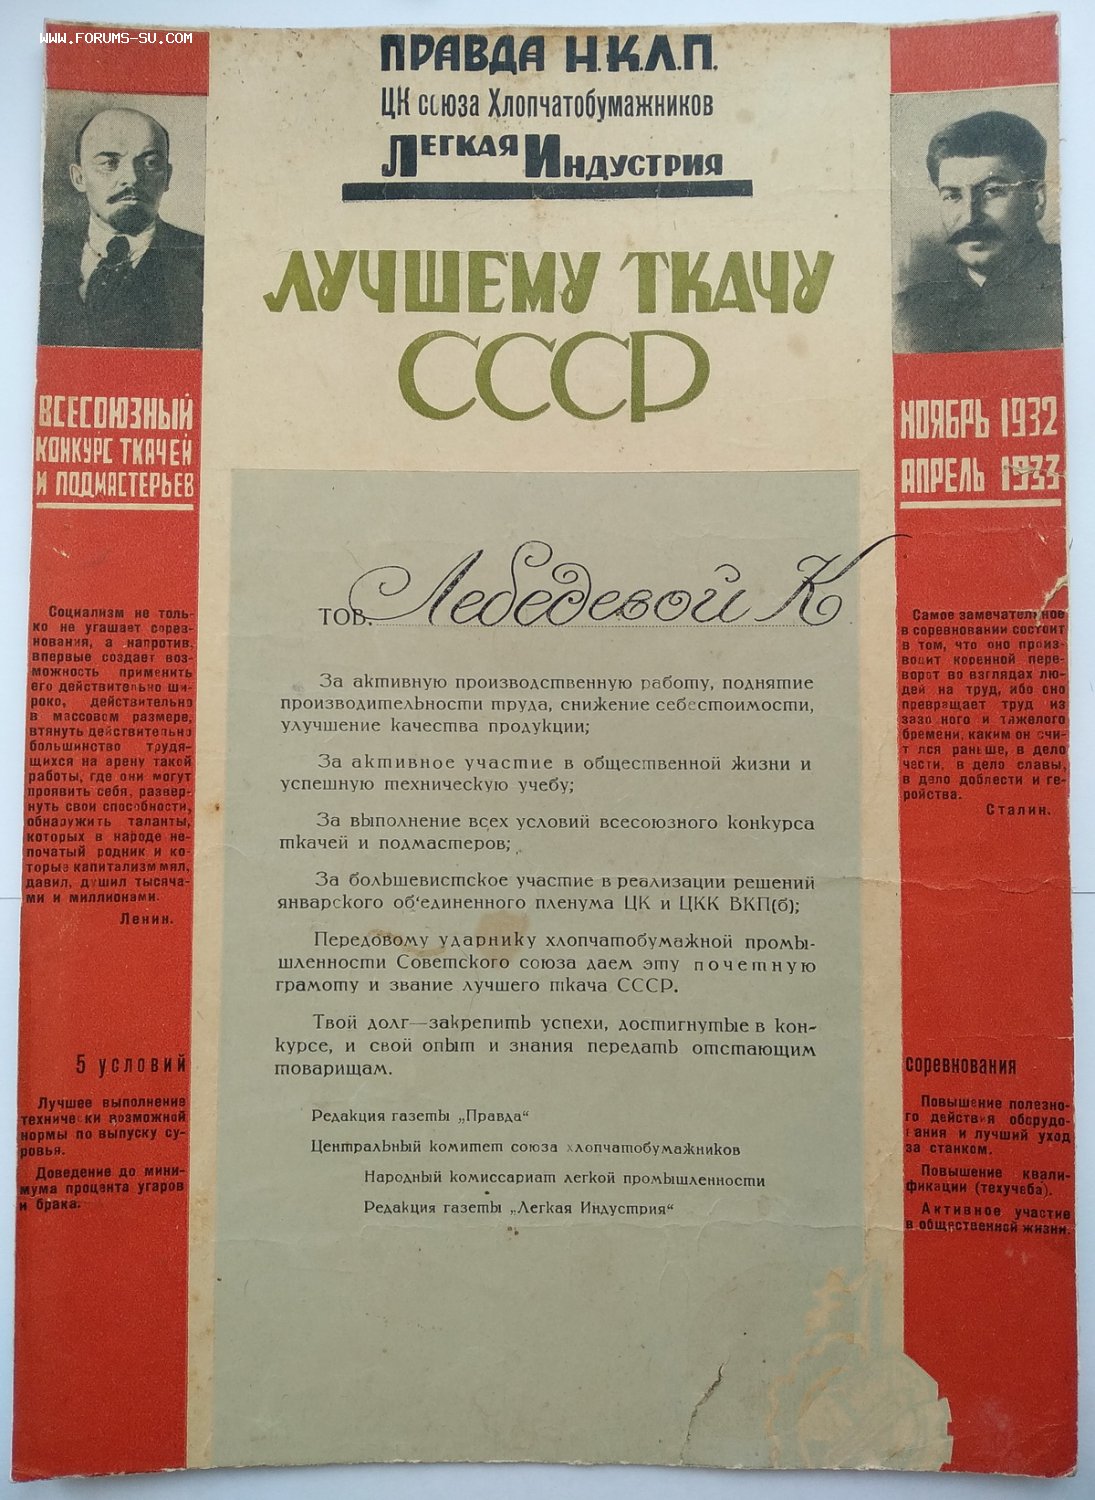 WWW.FORUMS-SU.COM
ПРАВДА Н.К.Л.П.
ЦК союза Хлопчатобумажников
Легкая Индустрия
ЛУЧШЕМУ ТКАЧУ
СССР
ВСЕСОЮЗНЫЙ
КОНКУРС ТКАЧЕЙ
И ПОДМАСТЕРЬЕВ
НОЯБРЬ 1932
АПРЕЛЬ 1933
Социализм не толь-
ко не угашает сорев-
нования, а напротив,
впервые создает воз-
можность применить
его действительно ши-
роко, действительно
в массовом размере,
втянуть действительно
большинство трудя-
щихся на арену такой
работы, где они могут
проявить себя, развер-
нуть свои способности,
обнаружить таланты,
которых в народе не-
початый родник и ко-
торые капитализм мял,
давил, душил тысяча-
ми и миллионами.
Ленин.
5 условий
Лучшее выполнение
технически возможной
нормы по выпуску су-
ровья.
Доведение до мини-
мума процента угаров
и брака.
тов. Лебедевой К
За активную производственную работу, поднятие
производительности труда, снижение себестоимости,
улучшение качества продукции;
За активное участие в общественной жизни и
успешную техническую учебу;
За выполнение всех условий всесоюзного конкурса
ткачей и подмастеров;
За большевистское участие в реализации решений
январского об'единенного пленума ЦК и ЦКК ВКП(б);
Передовому ударнику хлопчатобумажной промы-
шленности Советского союза даем эту почетную
грамоту и звание лучшего ткача СССР.
Твой долг—закрепить успехи, достигнутые в кон-
курсе, и свой опыт и знания передать отстающим
товарищам.
Редакция газеты „Правда“
Центральный комитет союза хлопчатобумажников
Народный комиссариат легкой промышленности
Редакция газеты „Легкая Индустрия“
Самое замечательное
в соревновании состоит
в том, что оно произ-
водит коренной пере-
ворот во взглядах лю-
дей на труд, ибо оно
превращает труд из
зазорного и тяжелого
бремени, каким он счи-
тался раньше, в дело
чести, в дело славы,
в дело доблести и ге-
ройства.
Сталин.
соревнования
Повышение полезно-
го действия оборудо-
вания и лучший уход
за станком.
Повышение квали-
фикации (техучеба).
Активное участие
в общественной жизни.